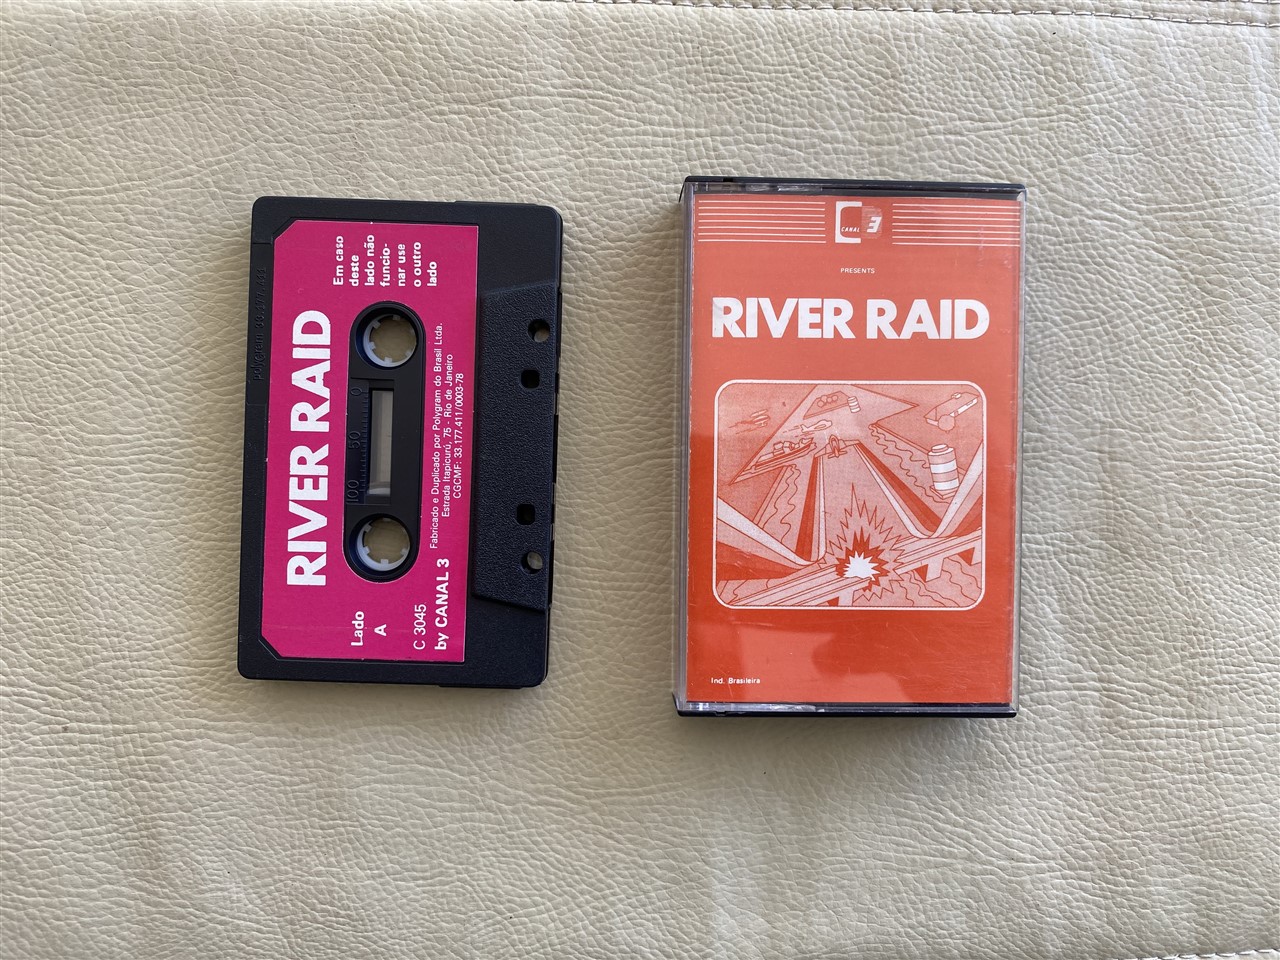 RIVER RAID
Em caso
deste
lado não
funcio-
nar use
o outro
lado
100 50 0
Fabricado e Duplicado por Polygram do Brasil Ltda.
Estrada Itapicurú, 75 - Rio de Janeiro
CGCMF: 33.177.411/0003-78
Lado
A
C 3045
by CANAL 3
CANAL 3
PRESENTS
RIVER RAID
Ind. Brasileira